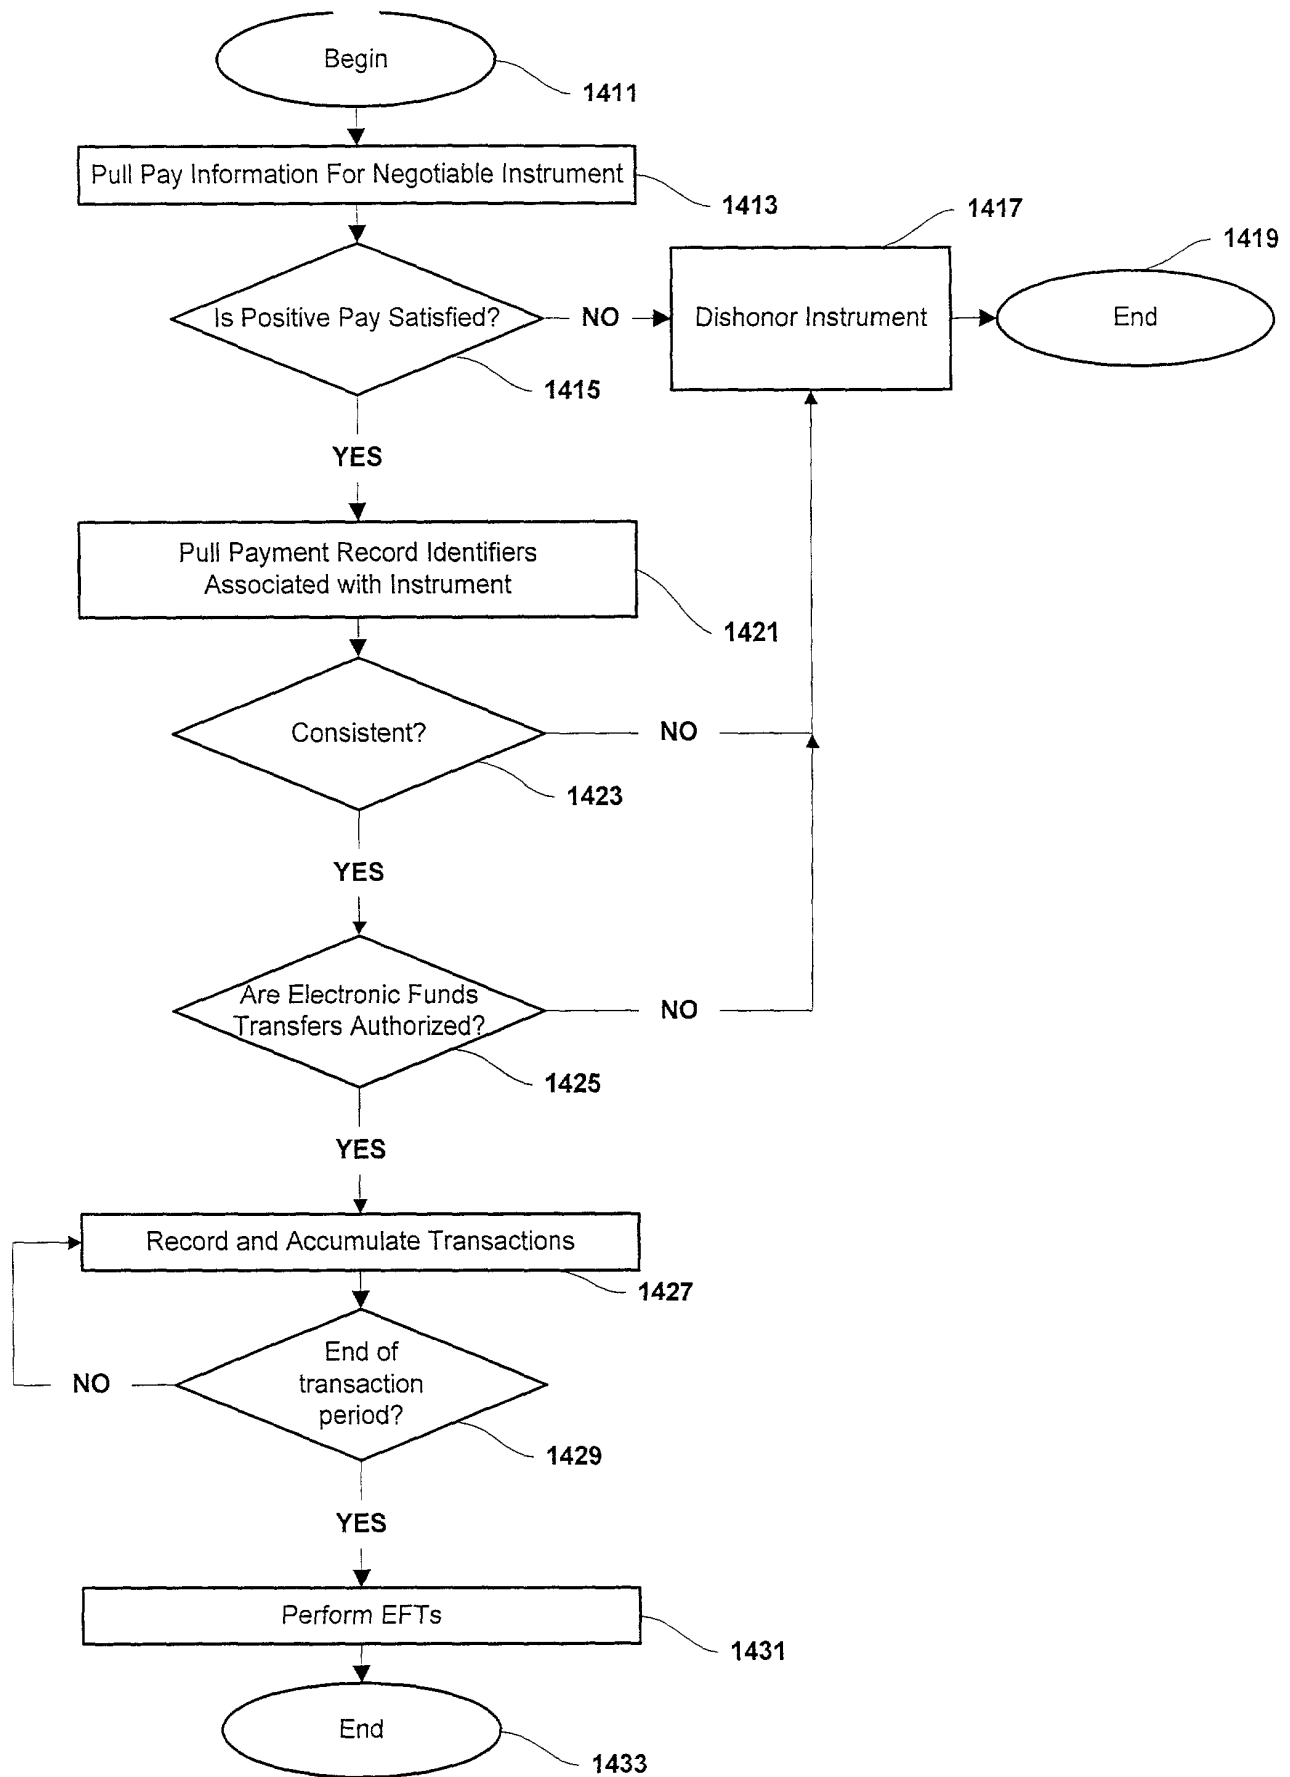 Begin
1411
Pull Pay Information For Negotiable Instrument
1413
1417
1419
Is Positive Pay Satisfied?
NO
Dishonor Instrument
End
1415
YES
Pull Payment Record Identifiers
Associated with Instrument
1421
Consistent?
NO
1423
YES
Are Electronic Funds
Transfers Authorized?
NO
1425
YES
Record and Accumulate Transactions
1427
End of
transaction
period?
NO
1429
YES
Perform EFTs
1431
End
1433